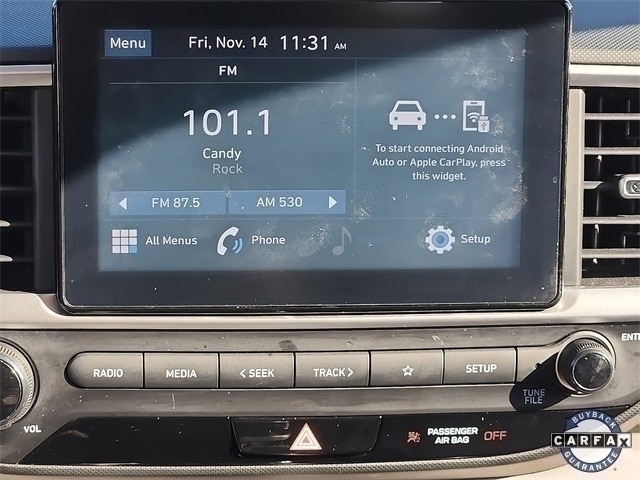 Menu Fri, Nov. 14 11:31 AM
FM
101.1
Candy
Rock
To start connecting Android
Auto or Apple CarPlay, press
this widget.
FM 87.5 AM 530
All Menus Phone Setup
RADIO MEDIA < SEEK TRACK > SETUP
ENTE
TUNE
FILE
VOL
PASSENGER
AIR BAG OFF
BUYBACK
CARFAX
GUARANTEE